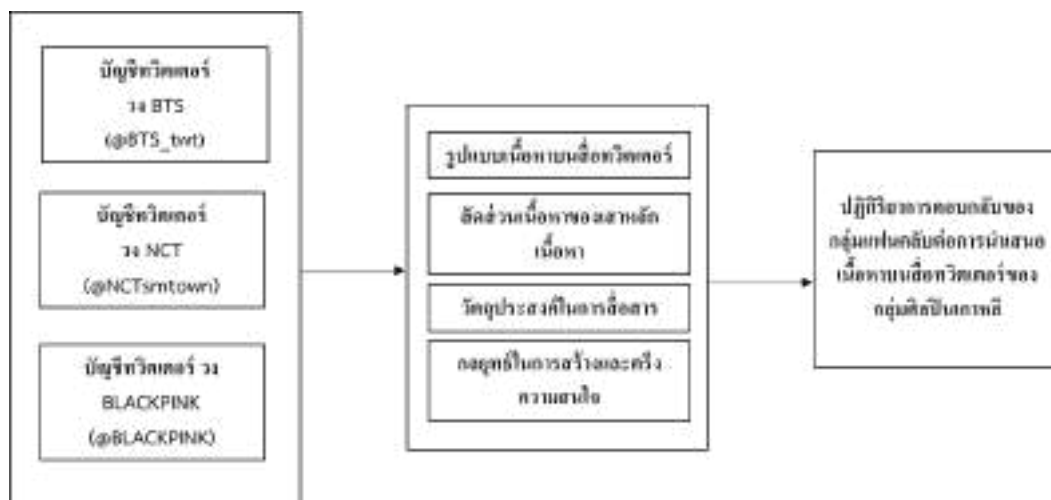 บัญชีทวิตเตอร์
วง BTS
(@BTS_twt)
บัญชีทวิตเตอร์
วง NCT
(@NCTsmtown)
บัญชีทวิตเตอร์ วง
BLACKPINK
(@BLACKPINK)
รูปแบบเนื้อหาบนสื่อทวิตเตอร์
สัดส่วนเนื้อหาของเสาหลัก
เนื้อหา
วัตถุประสงค์ในการสื่อสาร
กลยุทธ์ในการสร้างและตรึง
ความสนใจ
ปฏิกิริยาการตอบกลับของ
กลุ่มแฟนคลับต่อการนำเสนอ
เนื้อหาบนสื่อทวิตเตอร์ของ
กลุ่มศิลปินเกาหลี